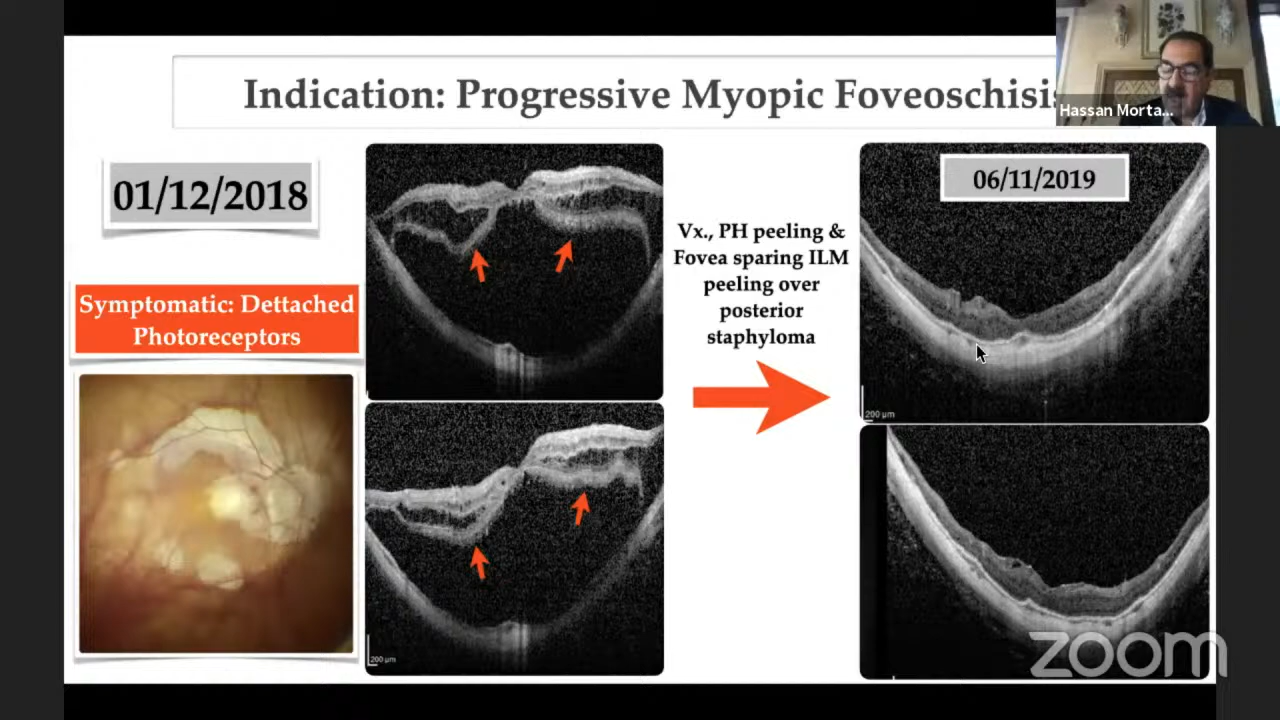 Indication: Progressive Myopic Foveoschisis
Hassan Morta...
01/12/2018
Symptomatic: Dettached
Photoreceptors
Vx., PH peeling &
Fovea sparing ILM
peeling over
posterior
staphyloma
06/11/2019
200 µm
200 µm
zoom